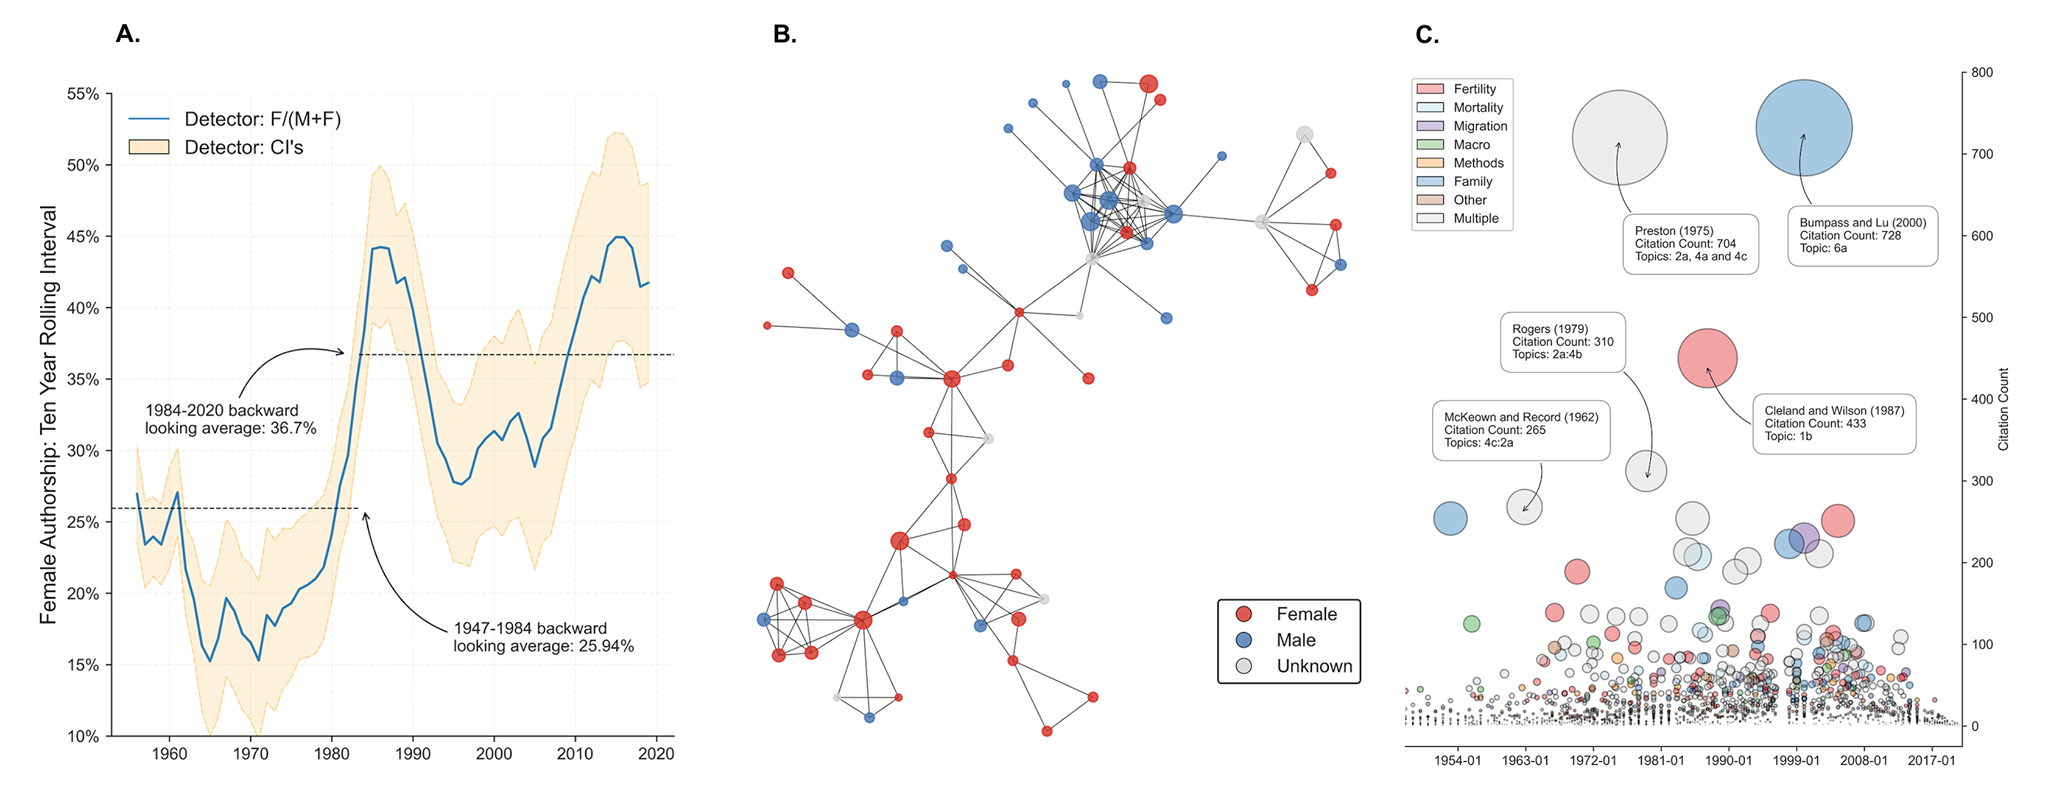 A.
Female Authorship: Ten Year Rolling Interval
55%
50%
45%
40%
35%
30%
25%
20%
15%
10%
Detector: F/(M+F)
Detector: CI's
1984-2020 backward
looking average: 36.7%
1947-1984 backward
looking average: 25.94%
1960
1970
1980
1990
2000
2010
2020
B.
Female
Male
Unknown
C.
Fertility
Mortality
Migration
Macro
Methods
Family
Other
Multiple
Preston (1975)
Citation Count: 704
Topics: 2a, 4a and 4c
Bumpass and Lu (2000)
Citation Count: 728
Topic: 6a
Rogers (1979)
Citation Count: 310
Topics: 2a:4b
McKeown and Record (1962)
Citation Count: 265
Topics: 4c:2a
Cleland and Wilson (1987)
Citation Count: 433
Topic: 1b
800
700
600
500
400
300
200
100
0
Citation Count
1954-01
1963-01
1972-01
1981-01
1990-01
1999-01
2008-01
2017-01